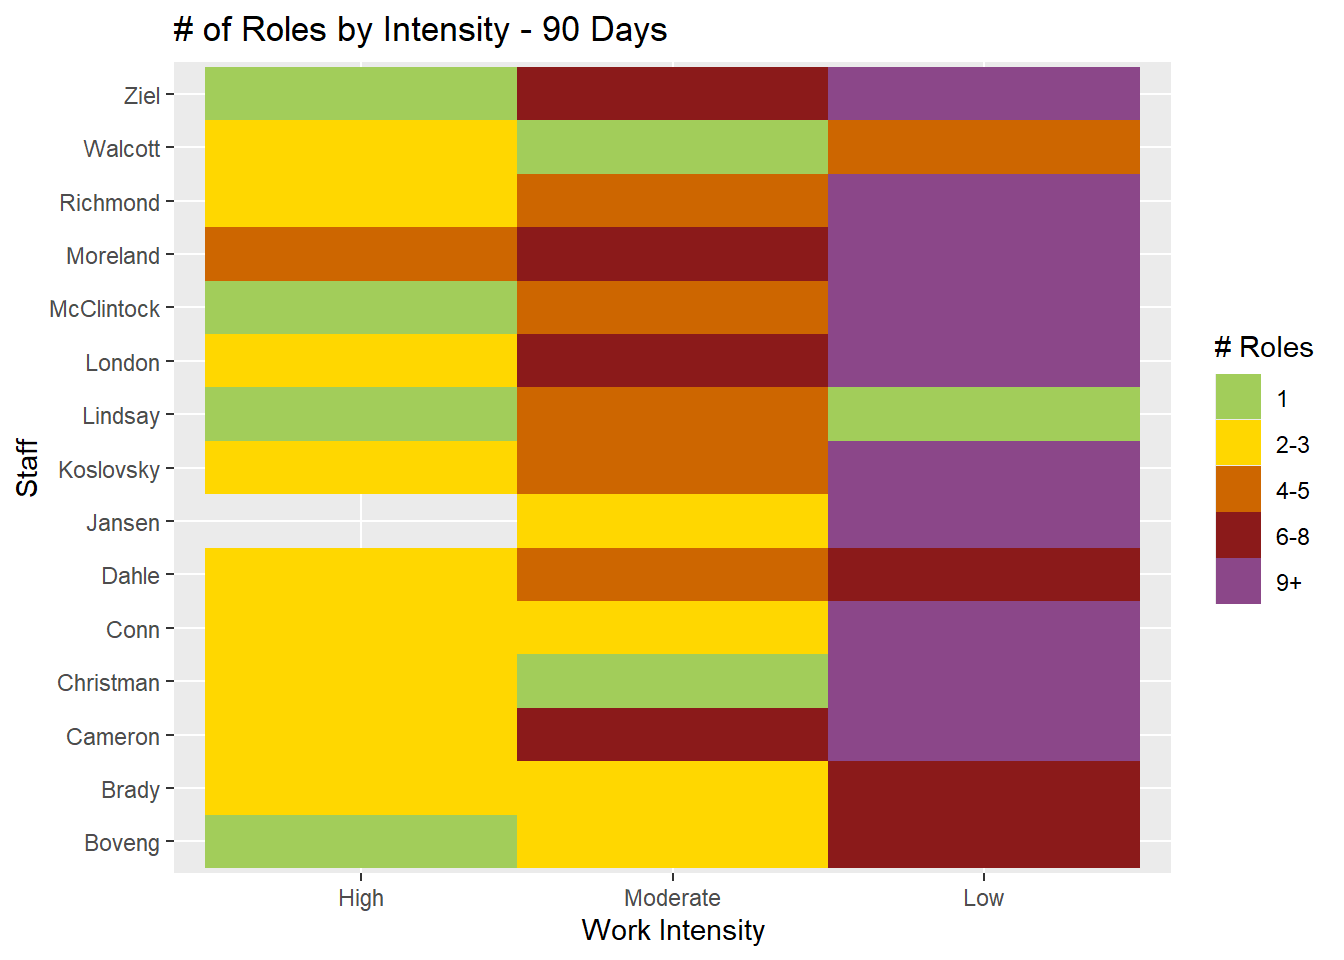 # of Roles by Intensity - 90 Days
Ziel
Walcott
Richmond
Moreland
McClintock
London
Lindsay
Koslovsky
Jansen
Dahle
Conn
Christman
Cameron
Brady
Boveng
Staff
High Moderate Low
Work Intensity
# Roles
1
2-3
4-5
6-8
9+